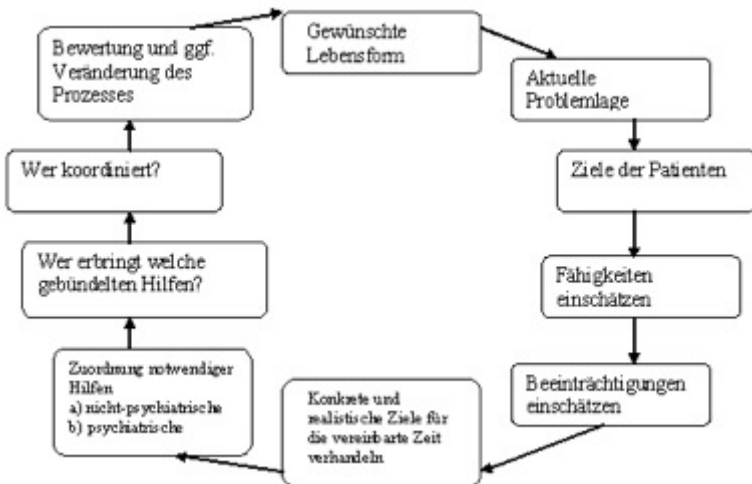 Gewünschte
Lebensform
Aktuelle
Problemlage
Ziele der Patienten
Fähigkeiten
einschätzen
Beeinträchtigungen
einschätzen
Konkrete und
realistische Ziele für
die vereinbarte Zeit
verhandeln
Zuordnung notwendiger
Hilfen
a) nicht-psychiatrische
b) psychiatrische
Wer erbringt welche
gebündelten Hilfen?
Wer koordiniert?
Bewertung und ggf.
Veränderung des
Prozesses